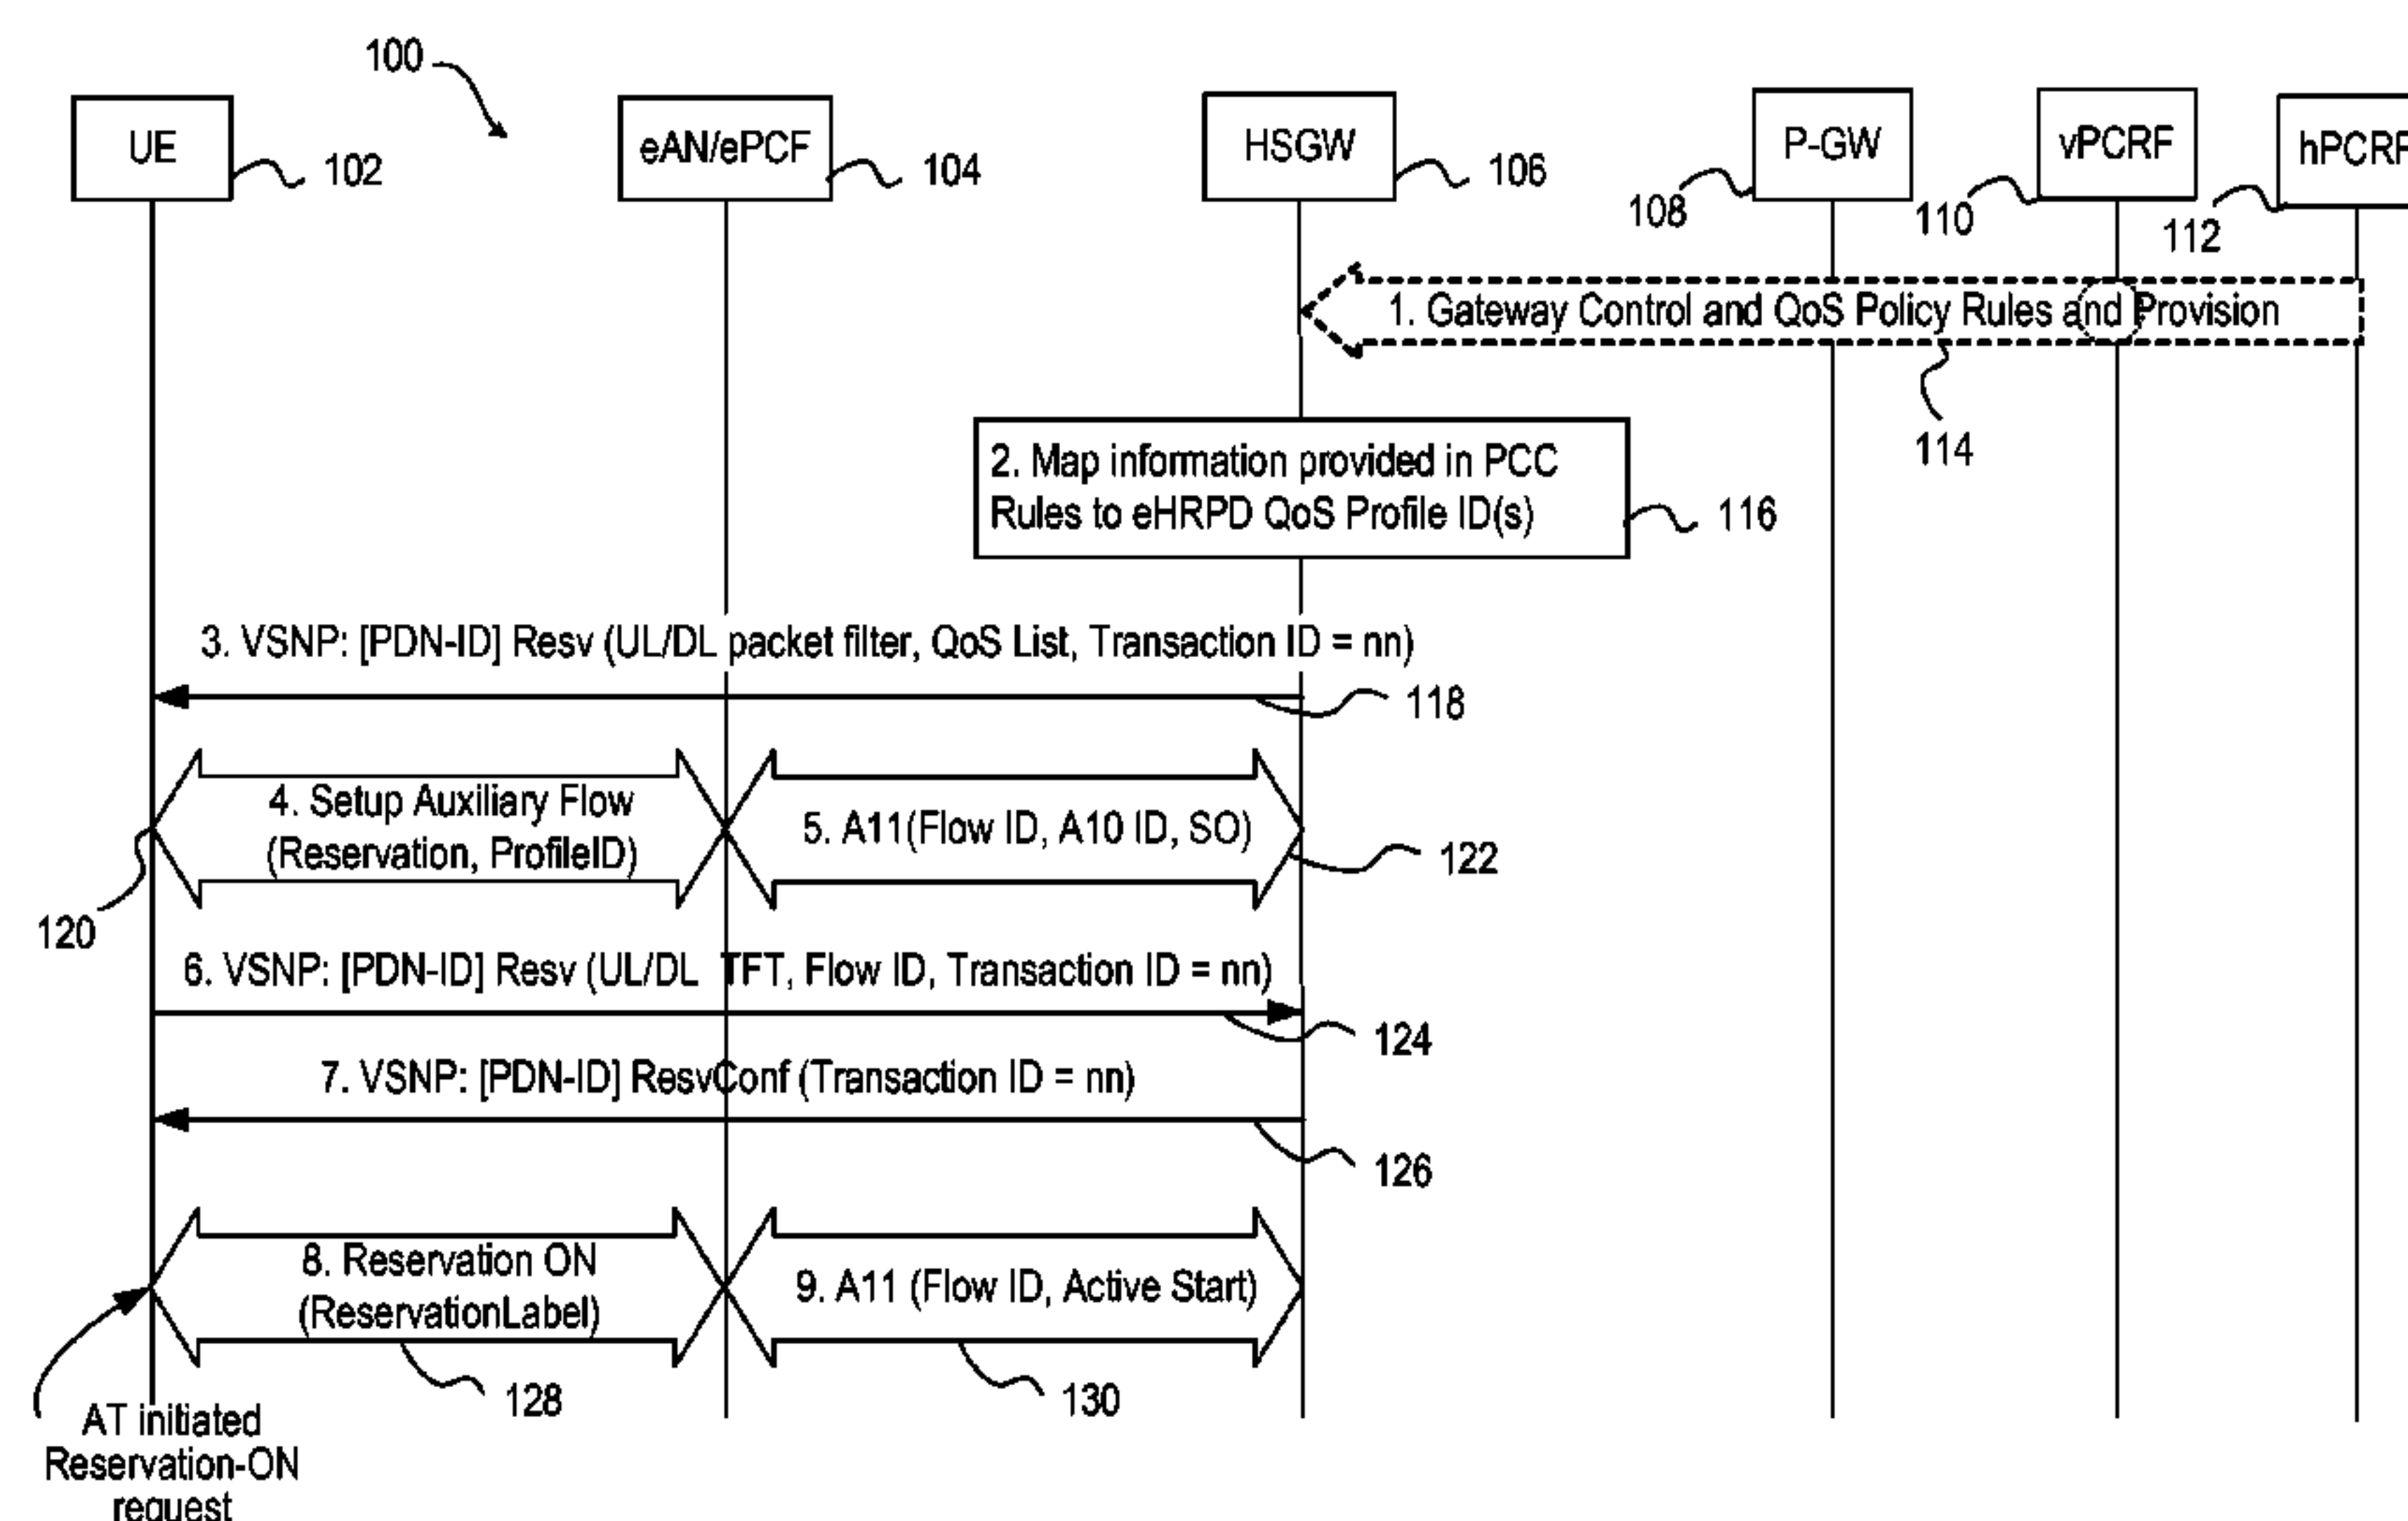 100
UE
eAN/ePCF
HSGW
P-GW
vPCRF
hPCRF
102
104
106
108
110
112
1. Gateway Control and QoS Policy Rules and Provision
114
2. Map information provided in PCC
Rules to eHRPD QoS Profile ID(s)
116
3. VSNP: [PDN-ID] Resv (UL/DL packet filter, QoS List, Transaction ID = nn)
118
4. Setup Auxiliary Flow
(Reservation, ProfileID)
5. A11(Flow ID, A10 ID, SO)
122
120
6. VSNP: [PDN-ID] Resv (UL/DL TFT, Flow ID, Transaction ID = nn)
124
7. VSNP: [PDN-ID] ResvConf (Transaction ID = nn)
126
8. Reservation ON
(ReservationLabel)
9. A11 (Flow ID, Active Start)
128
130
AT initiated
Reservation-ON
request